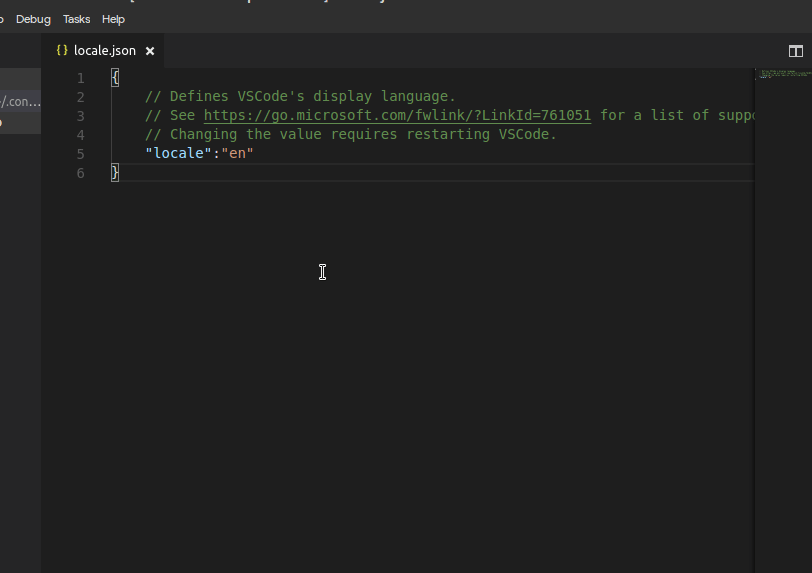 Debug Tasks Help
{} locale.json ×
/.con...
1 {
2 // Defines VSCode's display language.
3 // See https://go.microsoft.com/fwlink/?LinkId=761051 for a list of suppo
4 // Changing the value requires restarting VSCode.
5 "locale":"en"
6 }